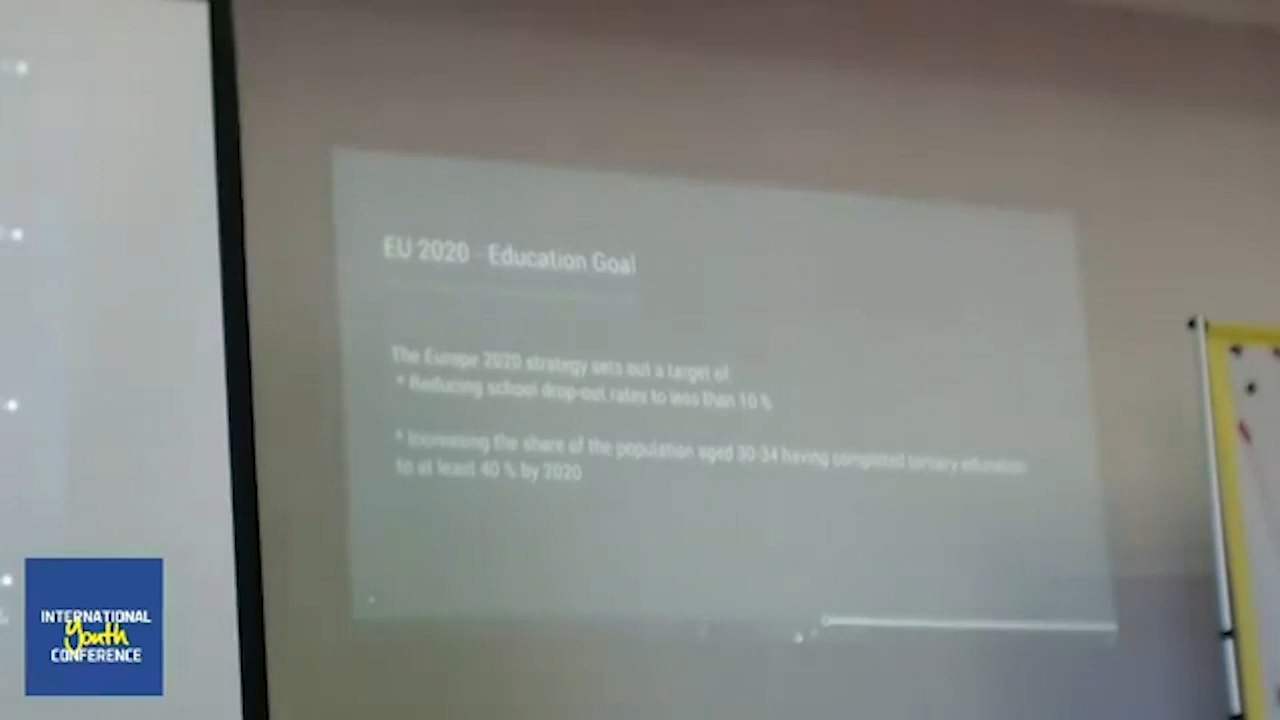 EU 2020 - Education Goal
The Europe 2020 strategy sets out a target of
* Reducing school drop-out rates to less than 10 %
* Increasing the share of the population aged 30-34 having completed tertiary education
to at least 40 % by 2020
INTERNATIONAL
Youth
CONFERENCE